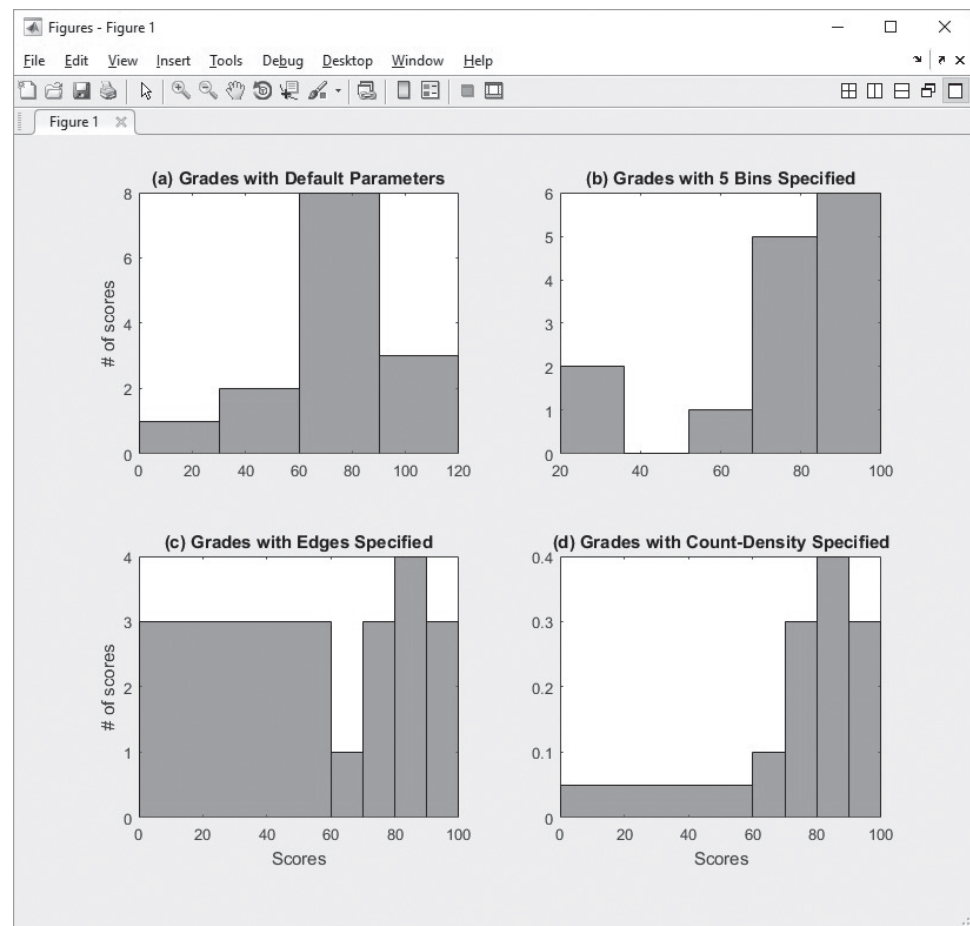 Figures - Figure 1
File Edit View Insert Tools Debug Desktop Window Help
Figure 1
(a) Grades with Default Parameters
8
6
4
2
0
# of scores
0 20 40 60 80 100 120
(b) Grades with 5 Bins Specified
6
5
4
3
2
1
0
20 40 60 80 100
(c) Grades with Edges Specified
4
3
2
1
0
# of scores
0 20 40 60 80 100
Scores
(d) Grades with Count-Density Specified
0.4
0.3
0.2
0.1
0
0 20 40 60 80 100
Scores